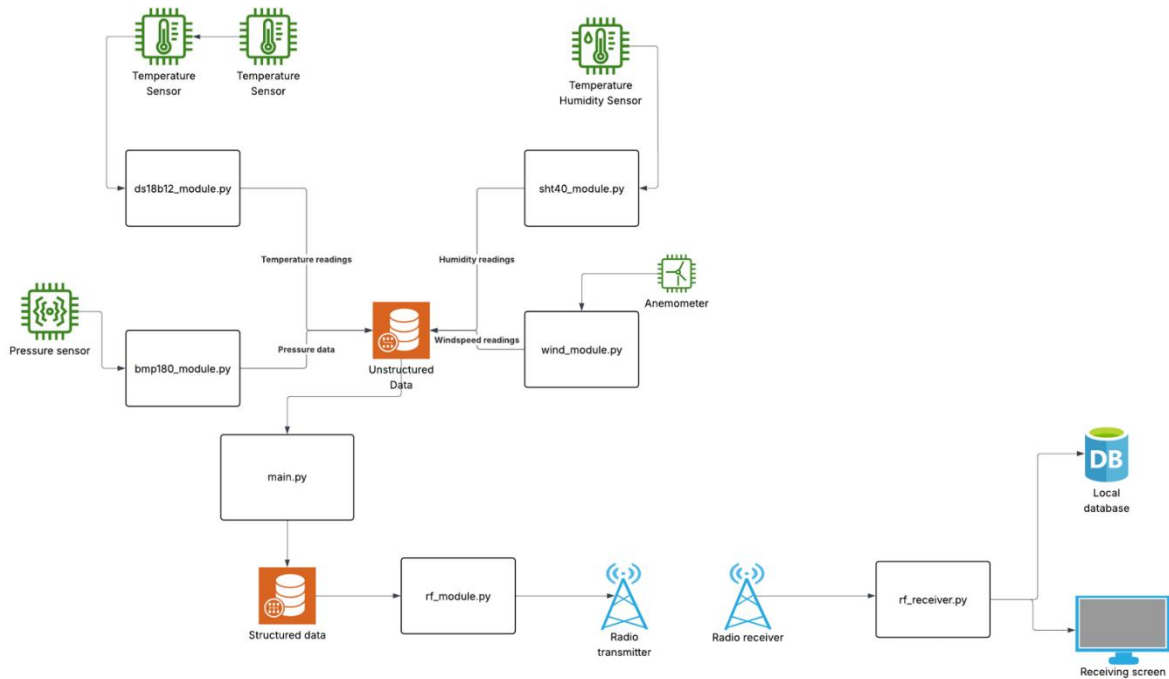 Temperature
Sensor
Temperature
Sensor
Temperature
Humidity Sensor
ds18b12_module.py
sht40_module.py
Temperature readings
Humidity readings
Anemometer
Pressure sensor
Pressure data
Windspeed readings
bmp180_module.py
wind_module.py
Unstructured
Data
main.py
DB
Local
database
rf_module.py
rf_receiver.py
Structured data
Radio
transmitter
Radio receiver
Receiving screen